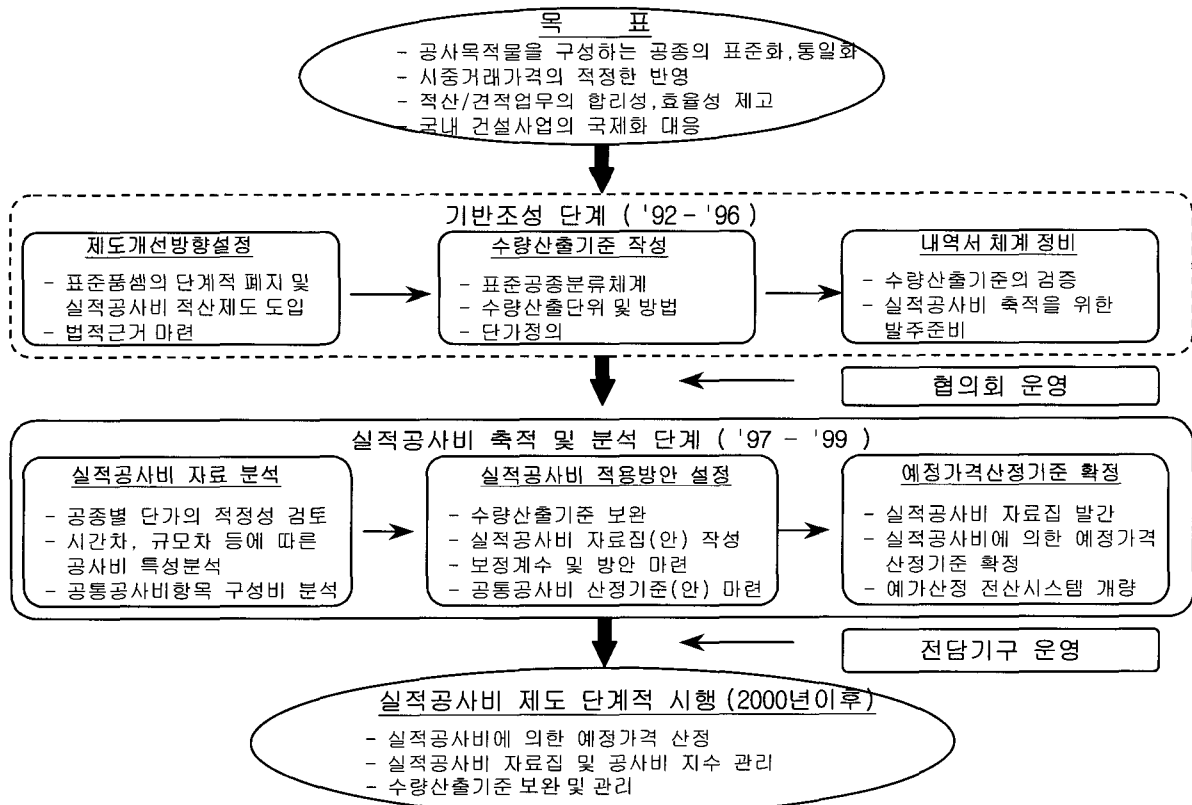 목 표
- 공사목적물을 구성하는 공종의 표준화,통일화
- 시중거래가격의 적정한 반영
- 적산/견적업무의 합리성,효율성 제고
- 국내 건설사업의 국제화 대응
기반조성 단계 ( '92 - '96 )
제도개선방향설정
- 표준품셈의 단계적 폐지 및
실적공사비 적산제도 도입
- 법적근거 마련
수량산출기준 작성
- 표준공종분류체계
- 수량산출단위 및 방법
- 단가정의
내역서 체계 정비
- 수량산출기준의 검증
- 실적공사비 축적을 위한
발주준비
협의회 운영
실적공사비 축적 및 분석 단계 ( '97 - '99 )
실적공사비 자료 분석
- 공종별 단가의 적정성 검토
- 시간차, 규모차 등에 따른
공사비 특성분석
- 공통공사비항목 구성비 분석
실적공사비 적용방안 설정
- 수량산출기준 보완
- 실적공사비 자료집(안) 작성
- 보정계수 및 방안 마련
- 공통공사비 산정기준(안) 마련
예정가격산정기준 확정
- 실적공사비 자료집 발간
- 실적공사비에 의한 예정가격
산정기준 확정
- 예가산정 전산시스템 개량
전담기구 운영
실적공사비 제도 단계적 시행 (2000년이후)
- 실적공사비에 의한 예정가격 산정
- 실적공사비 자료집 및 공사비 지수 관리
- 수량산출기준 보완 및 관리